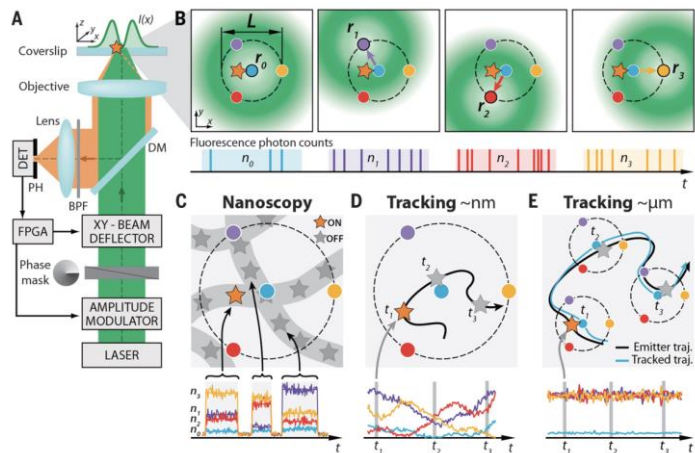 A
z
y
x
I(x)
Coverslip
Objective
Lens
DET
PH
BPF
DM
FPGA
XY - BEAM
DEFLECTOR
Phase
mask
AMPLITUDE
MODULATOR
LASER
B
L
r0
r1
r2
r3
y
x
Fluorescence photon counts
n0
n1
n2
n3
t
C Nanoscopy
ON
OFF
n3
n1
n2
n0
t
D Tracking ~nm
t1
t2
t3
t1 t2 t3 t
E Tracking ~µm
t2
t1
t3
Emitter traj.
Tracked traj.
t1 t2 t3 t